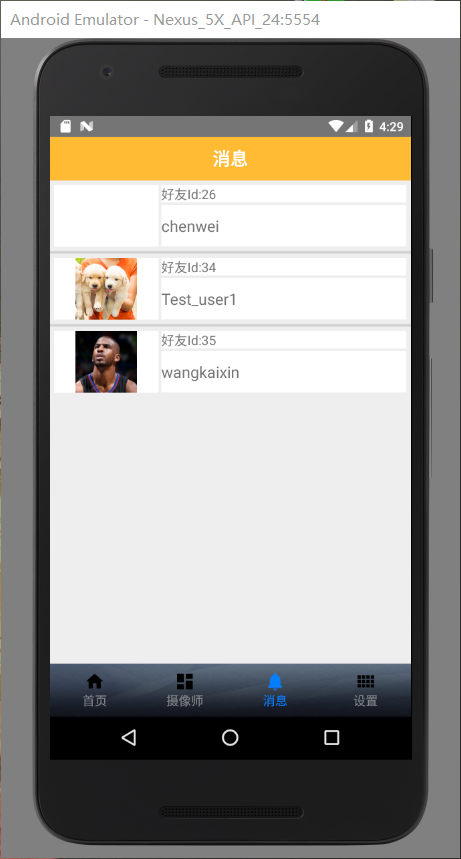 Android Emulator - Nexus_5X_API_24:5554
4:29
消息
好友Id:26
chenwei
好友Id:34
Test_user1
好友Id:35
wangkaixin
首页
摄像师
消息
设置